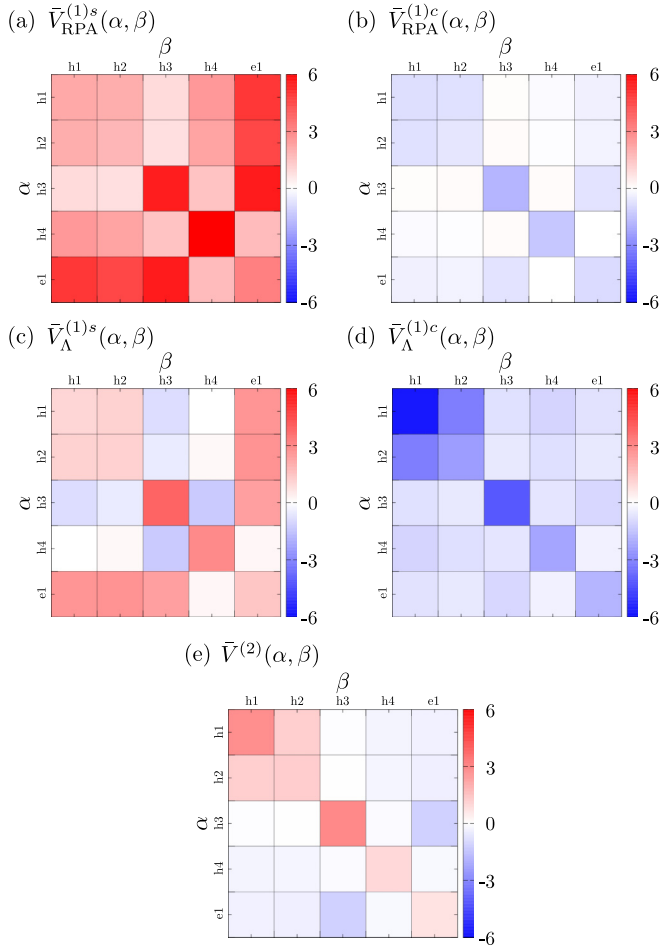 (a) V̄_RPA^(1)s(α, β)
β
h1 h2 h3 h4 e1
α
h1
h2
h3
h4
e1
6
3
0
-3
-6
(b) V̄_RPA^(1)c(α, β)
β
h1 h2 h3 h4 e1
α
h1
h2
h3
h4
e1
6
3
0
-3
-6
(c) V̄_Λ^(1)s(α, β)
β
h1 h2 h3 h4 e1
α
h1
h2
h3
h4
e1
6
3
0
-3
-6
(d) V̄_Λ^(1)c(α, β)
β
h1 h2 h3 h4 e1
α
h1
h2
h3
h4
e1
6
3
0
-3
-6
(e) V̄^(2)(α, β)
β
h1 h2 h3 h4 e1
α
h1
h2
h3
h4
e1
6
3
0
-3
-6